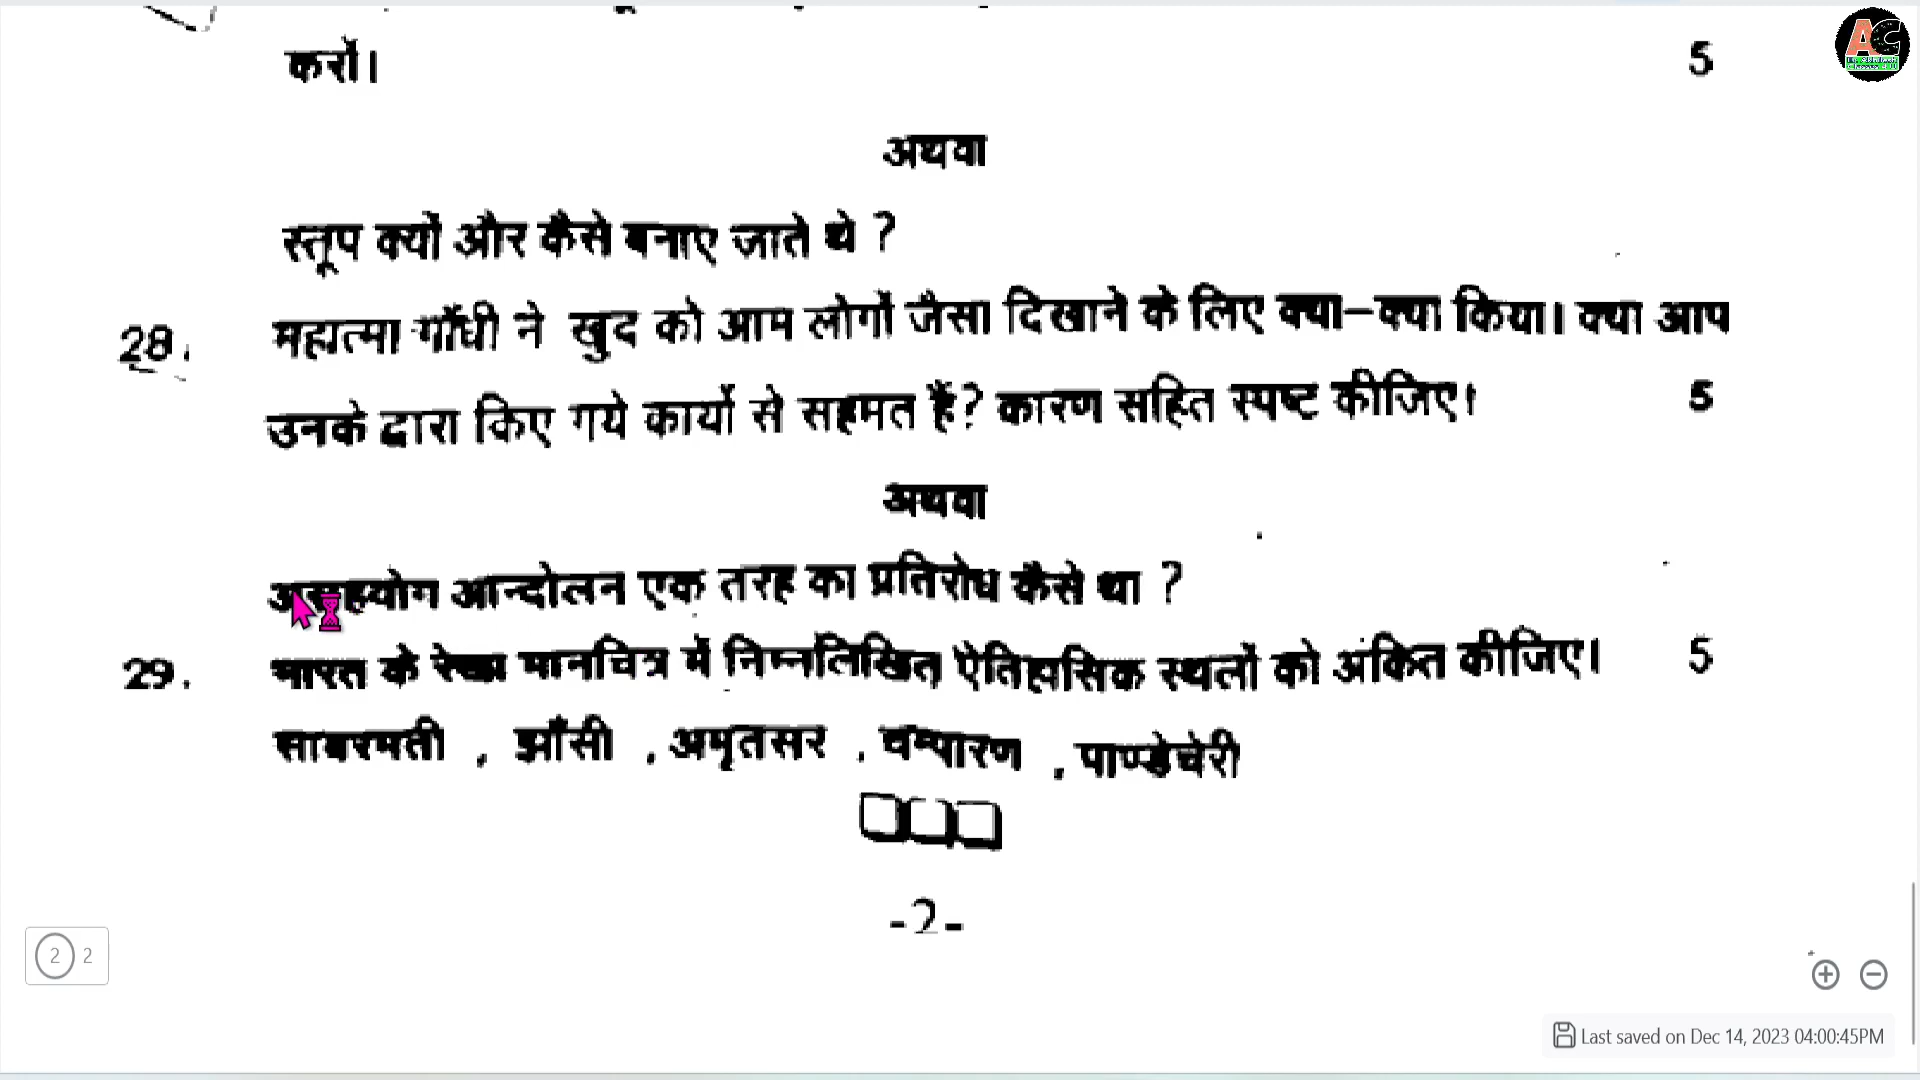 करों।
5
अथवा
स्तूप क्यों और कैसे बनाए जाते थे ?
28. महात्मा गाँधी ने खुद को आम लोगों जैसा दिखाने के लिए क्या-क्या किया। क्या आप
उनके द्वारा किए गये कार्यो से सहमत हैं? कारण सहित स्पष्ट कीजिए। 5
अथवा
असहयोग आन्दोलन एक तरह का प्रतिरोध कैसे था ?
29. भारत के रेखा मानचित्र में निम्नलिखित ऐतिहासिक स्थलों को अंकित कीजिए। 5
साबरमती , झाँसी , अमृतसर , चम्पारण , पाण्डेचेरी
-2-
2 2
Last saved on Dec 14, 2023 04:00:45PM
AC